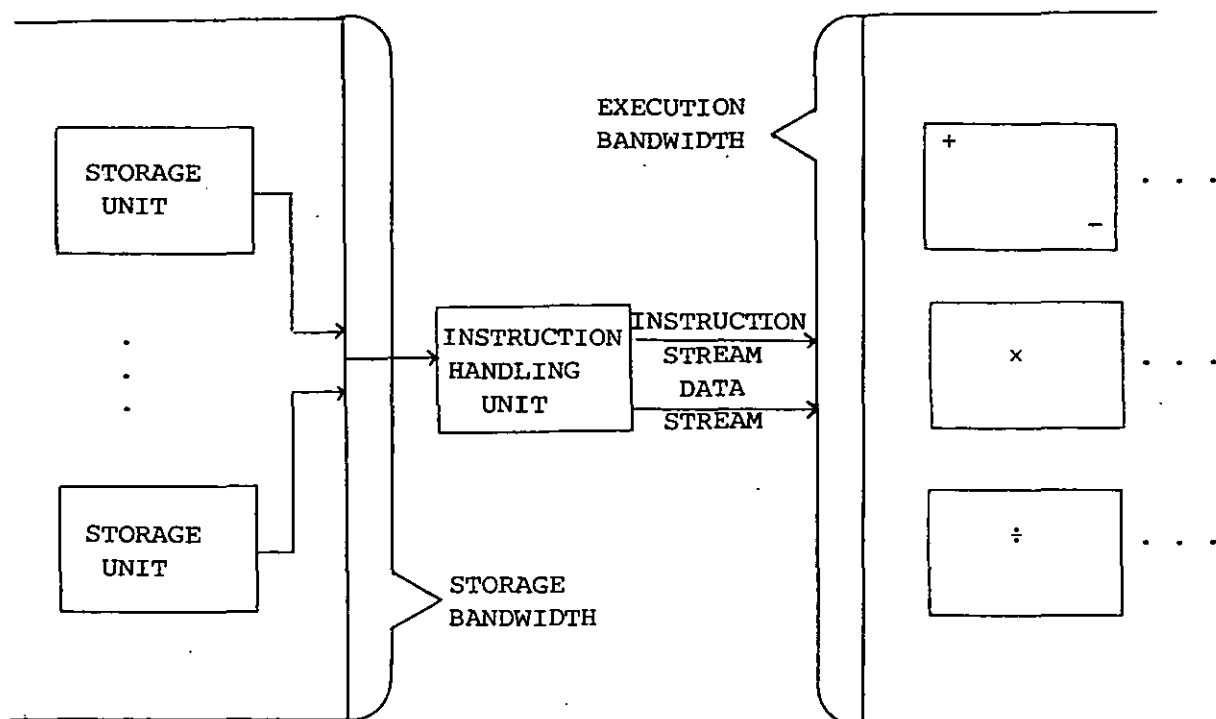 EXECUTION
BANDWIDTH
STORAGE
UNIT
+
-
. . .
INSTRUCTION
HANDLING
UNIT
INSTRUCTION
STREAM
DATA
STREAM
×
. . .
STORAGE
UNIT
÷
. . .
STORAGE
BANDWIDTH